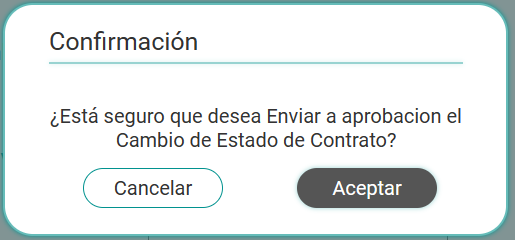 Confirmación
¿Está seguro que desea Enviar a aprobacion el
Cambio de Estado de Contrato?
Cancelar
Aceptar